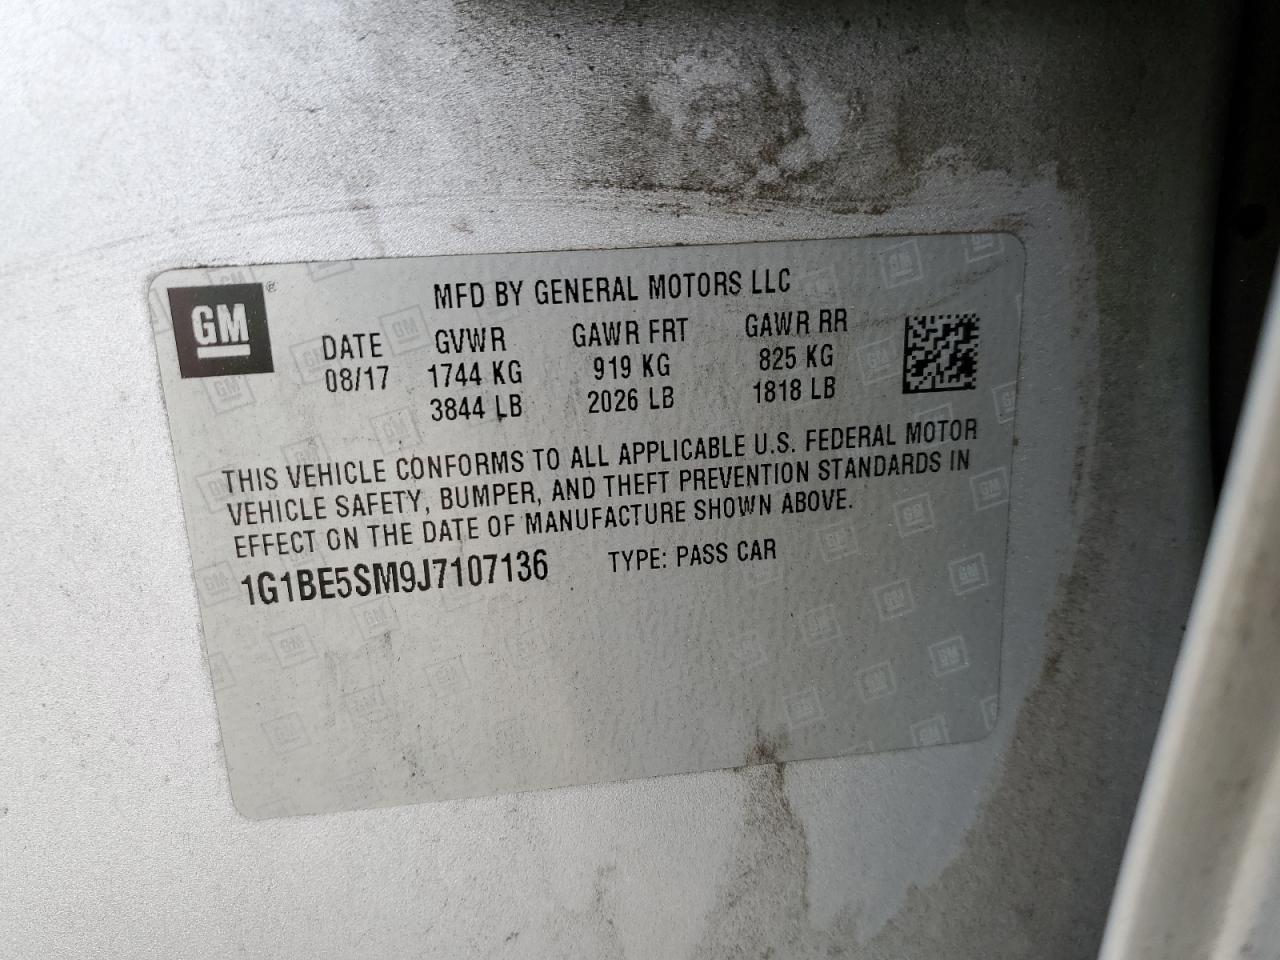 GM ®
MFD BY GENERAL MOTORS LLC
DATE GVWR GAWR FRT GAWR RR
08/17 1744 KG 919 KG 825 KG
3844 LB 2026 LB 1818 LB
THIS VEHICLE CONFORMS TO ALL APPLICABLE U.S. FEDERAL MOTOR
VEHICLE SAFETY, BUMPER, AND THEFT PREVENTION STANDARDS IN
EFFECT ON THE DATE OF MANUFACTURE SHOWN ABOVE.
1G1BE5SM9J7107136 TYPE: PASS CAR